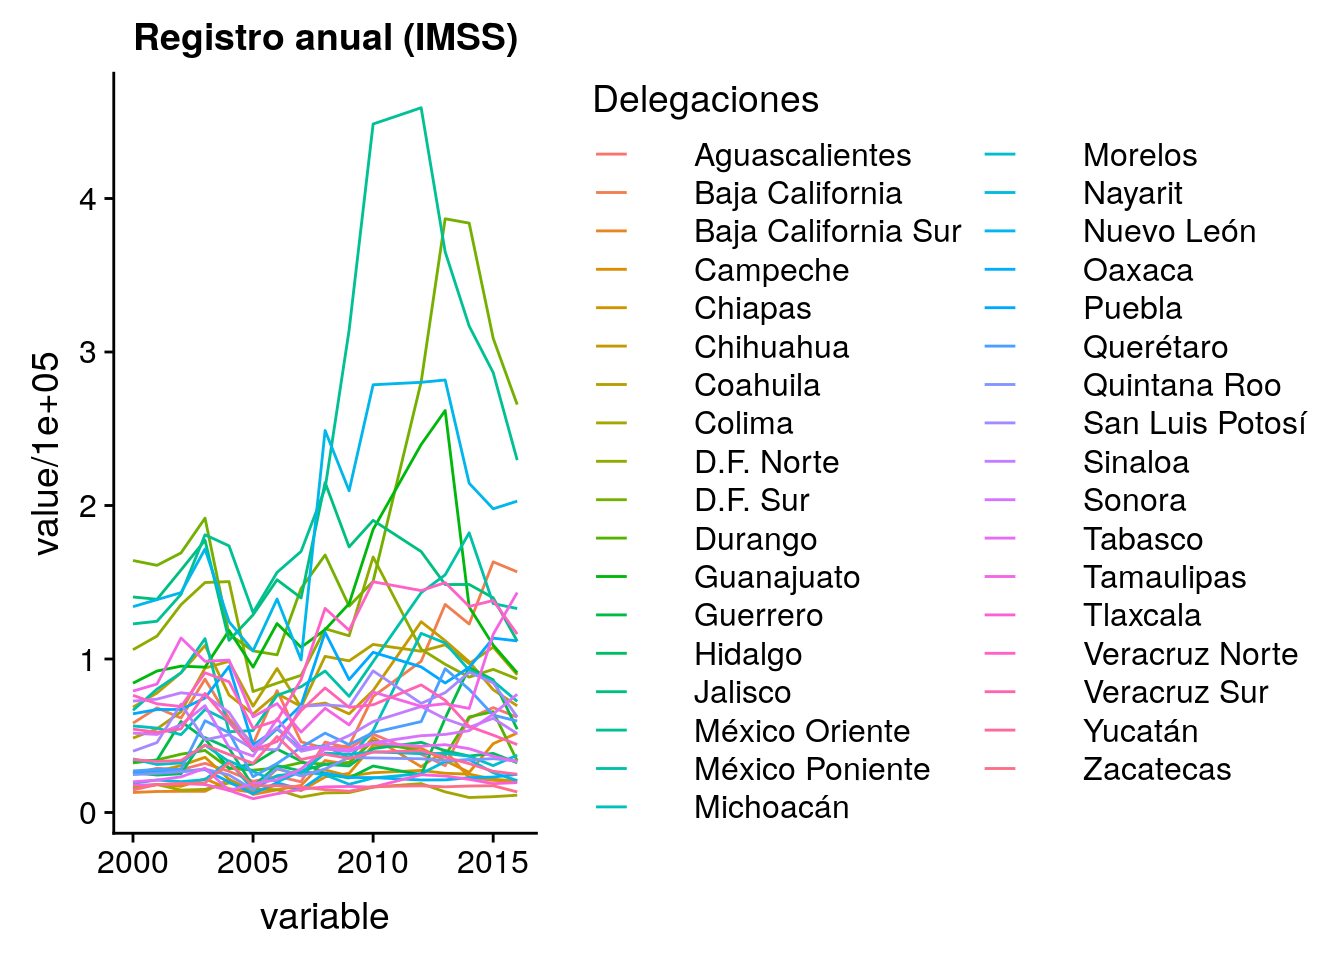 Registro anual (IMSS)
value/1e+05
4
3
2
1
0
2000 2005 2010 2015
variable
Delegaciones
Aguascalientes
Baja California
Baja California Sur
Campeche
Chiapas
Chihuahua
Coahuila
Colima
D.F. Norte
D.F. Sur
Durango
Guanajuato
Guerrero
Hidalgo
Jalisco
México Oriente
México Poniente
Michoacán
Morelos
Nayarit
Nuevo León
Oaxaca
Puebla
Querétaro
Quintana Roo
San Luis Potosí
Sinaloa
Sonora
Tabasco
Tamaulipas
Tlaxcala
Veracruz Norte
Veracruz Sur
Yucatán
Zacatecas